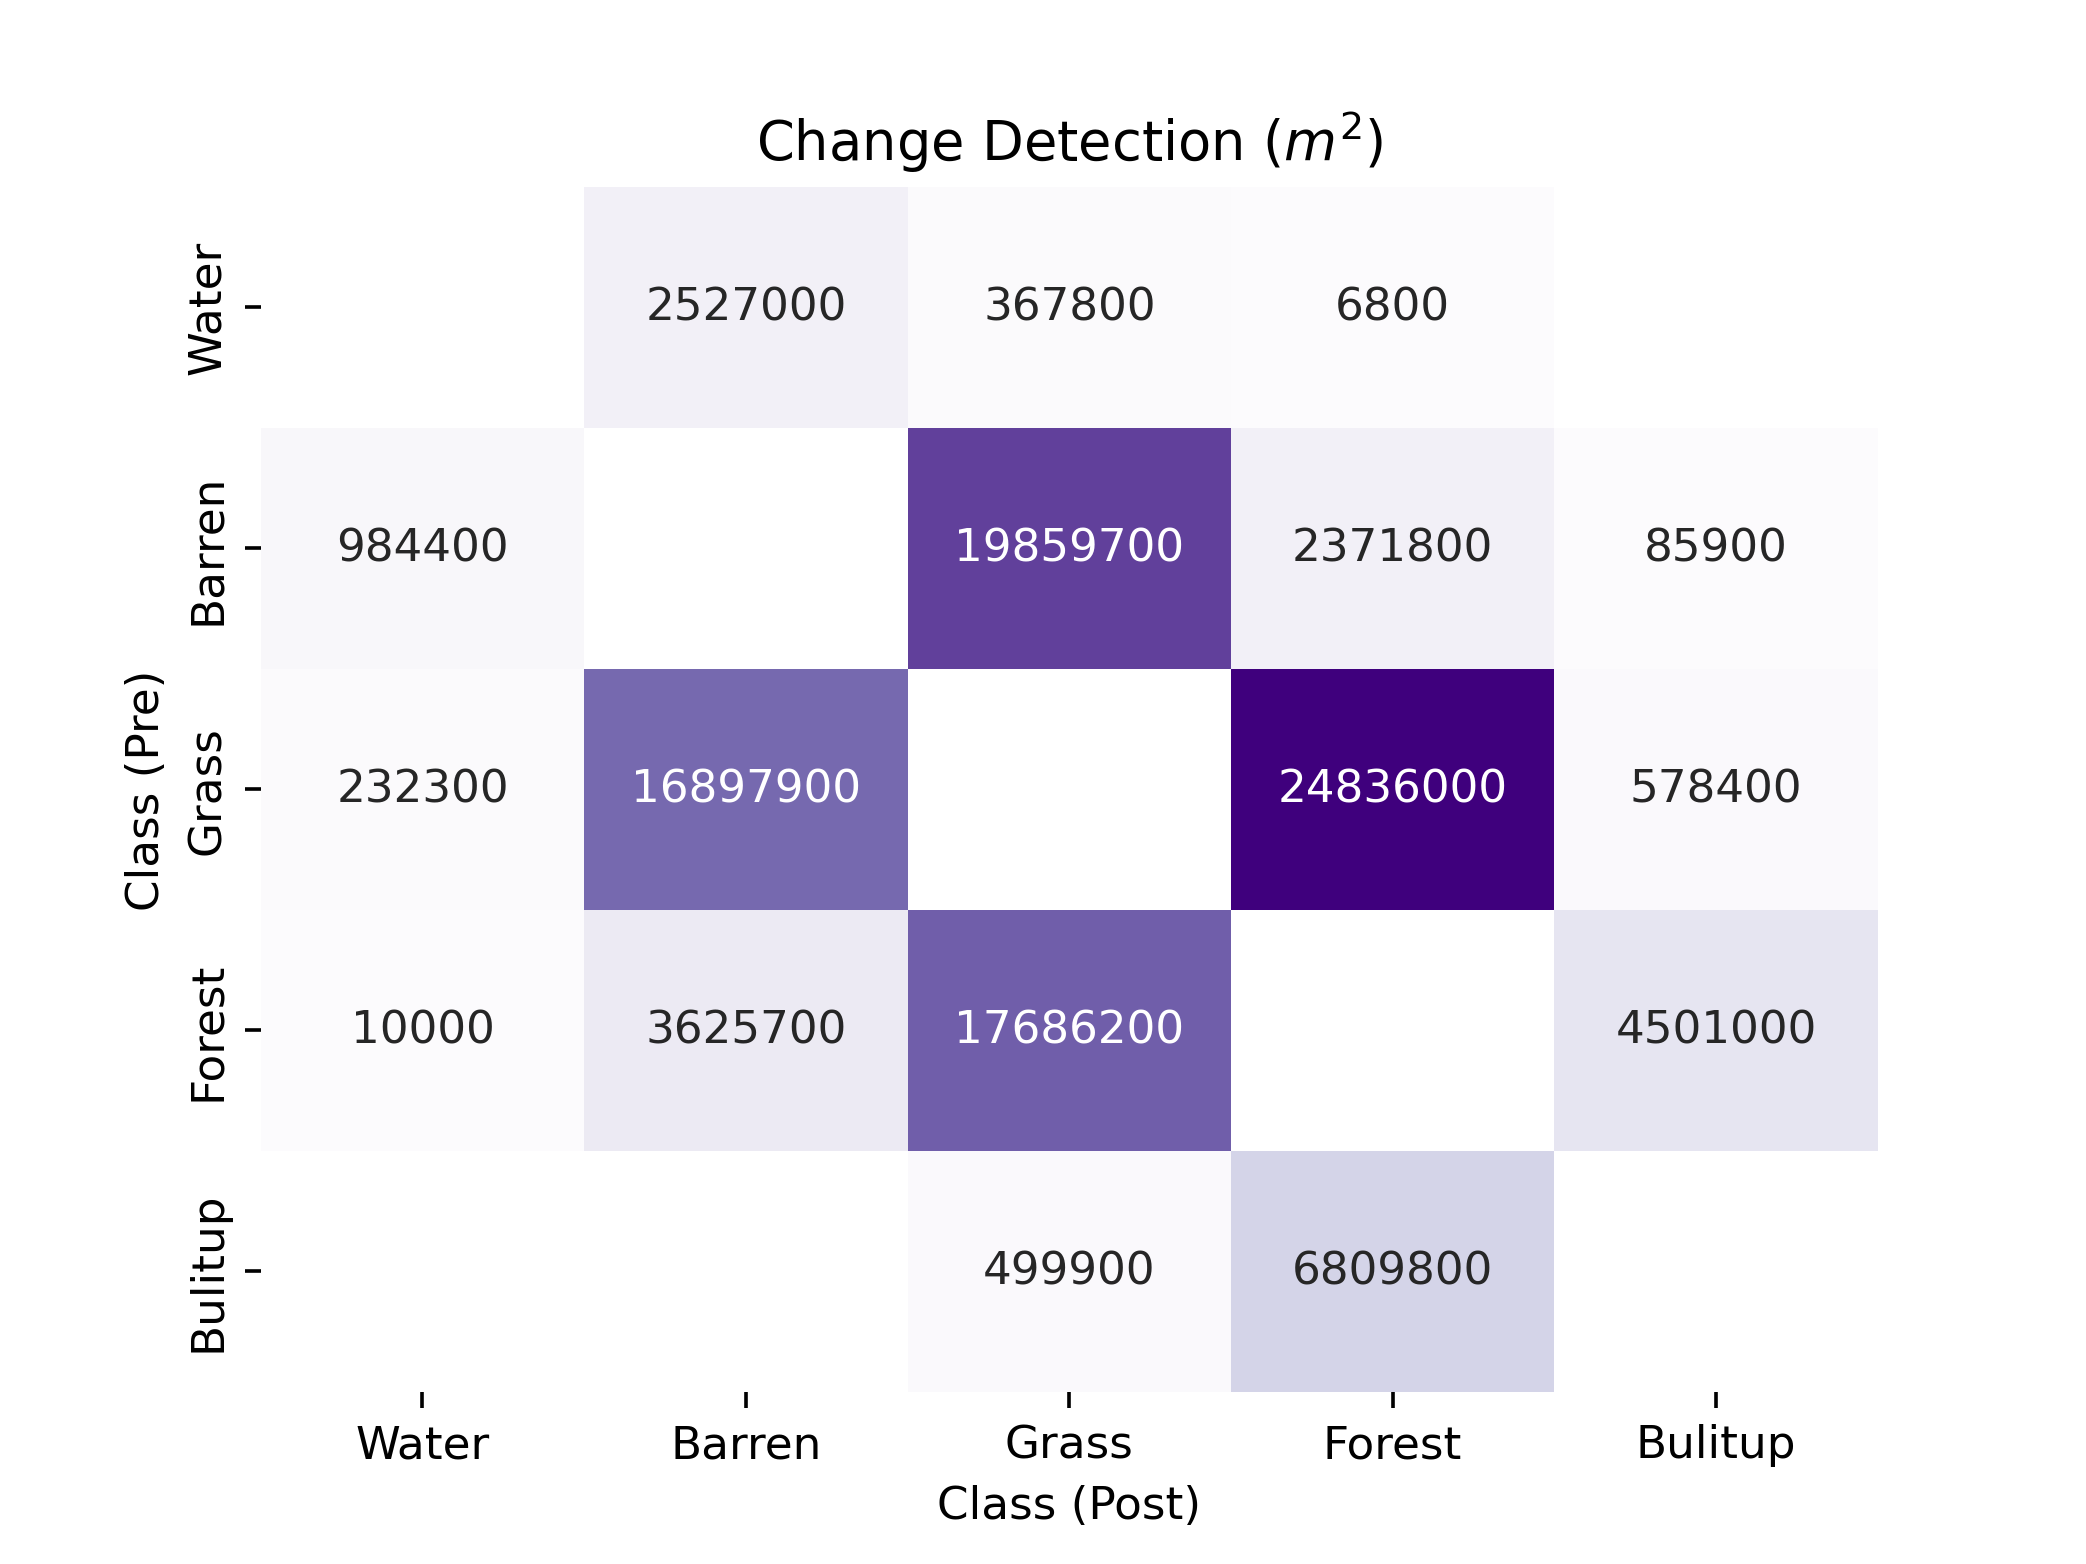 Change Detection (m²)
Class (Pre)
Water
2527000 367800 6800
Barren
984400 19859700 2371800 85900
Grass
232300 16897900 24836000 578400
Forest
10000 3625700 17686200 4501000
Bulitup
499900 6809800
Water Barren Grass Forest Bulitup
Class (Post)